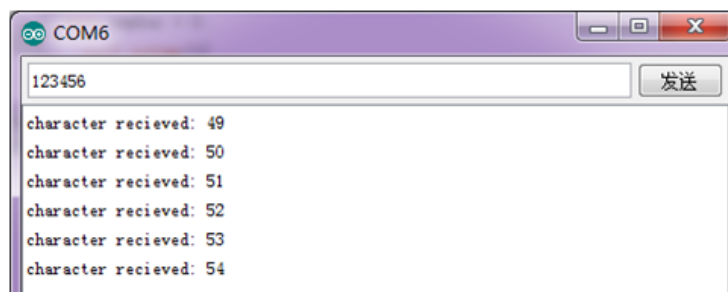 COM6
123456
发送
character recieved: 49
character recieved: 50
character recieved: 51
character recieved: 52
character recieved: 53
character recieved: 54